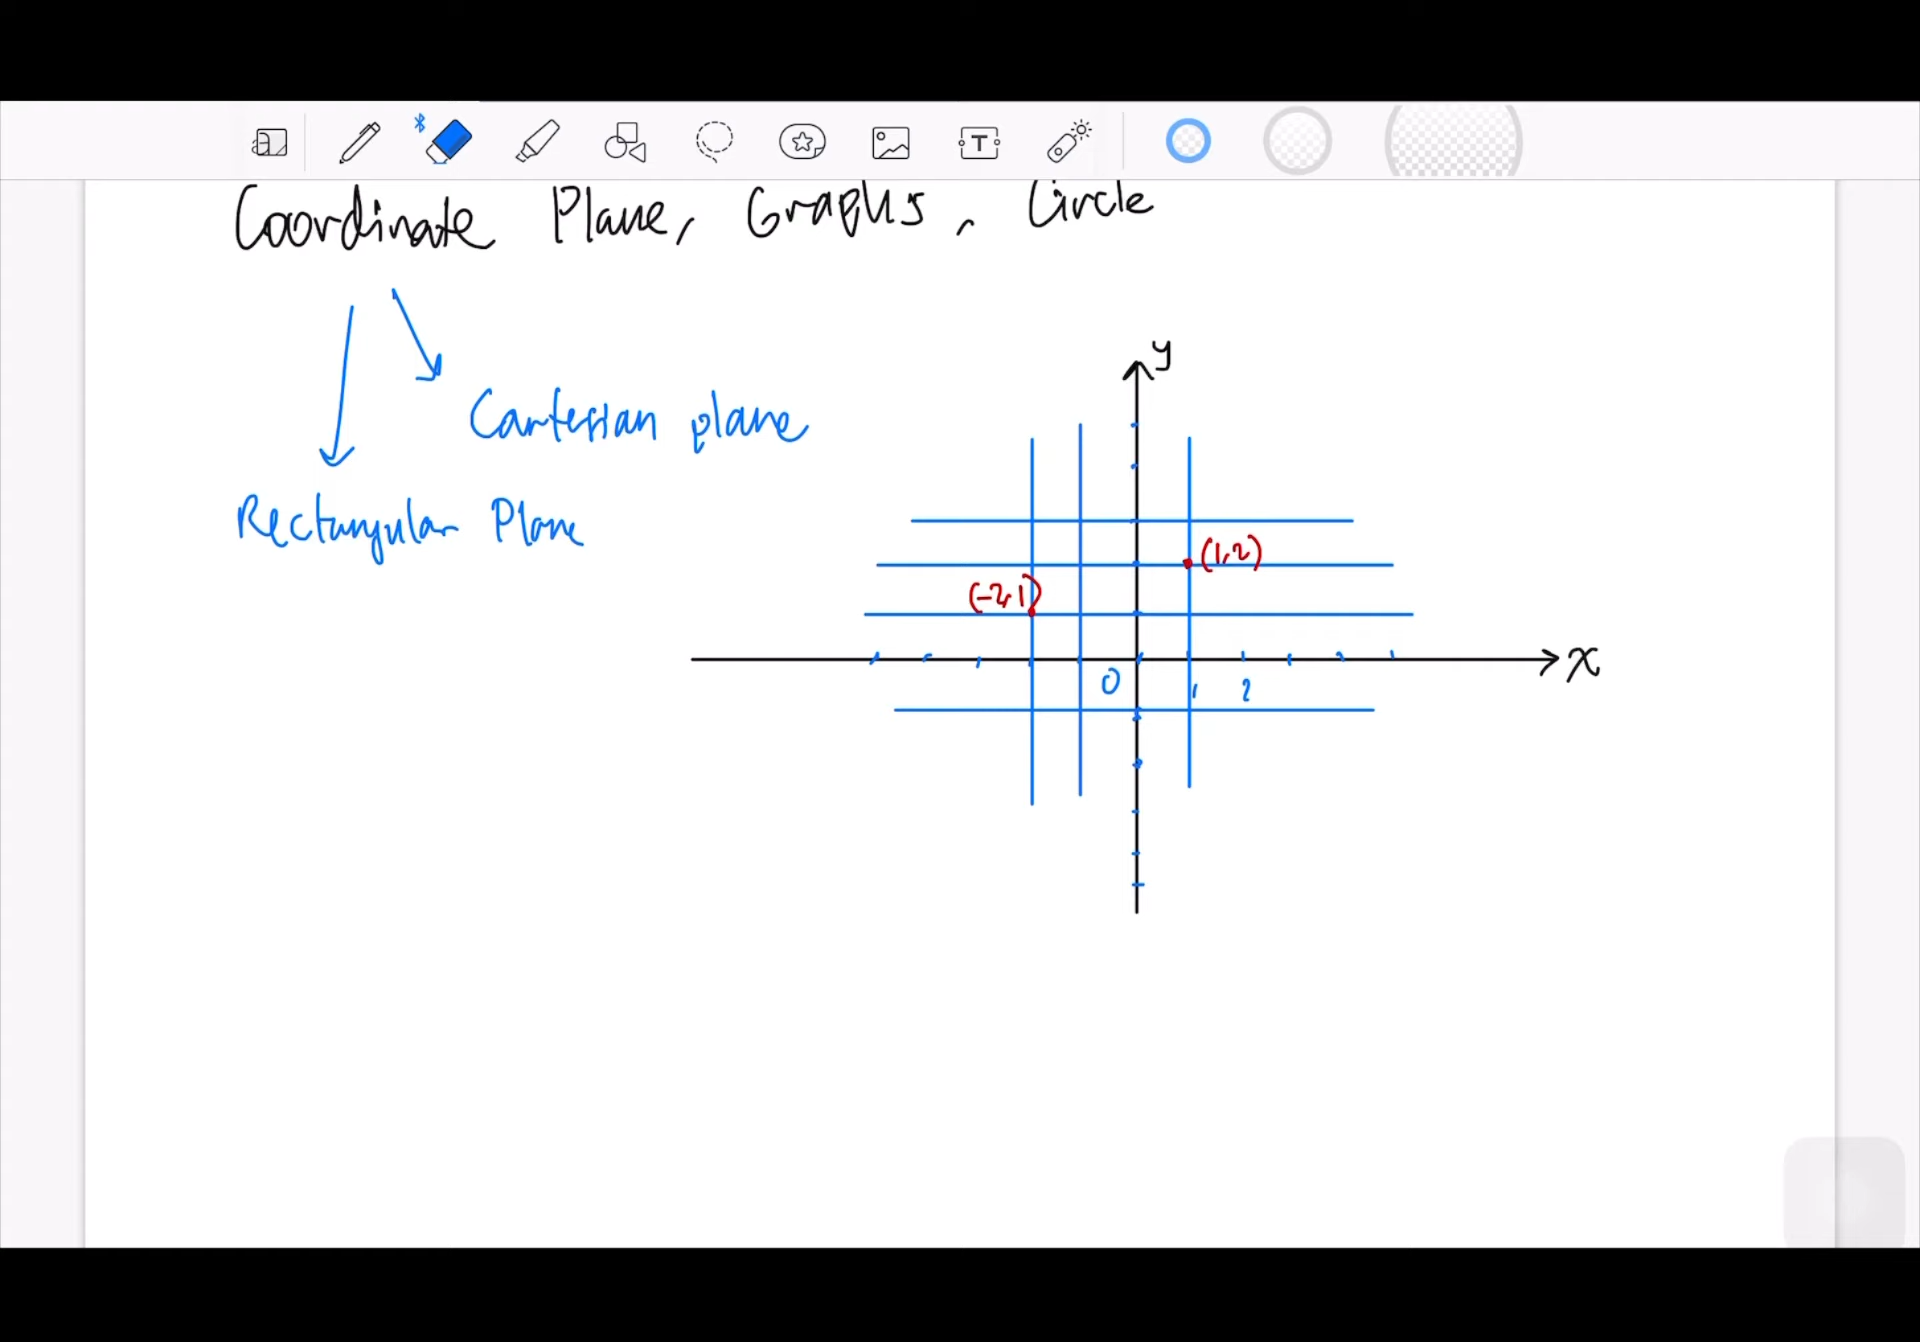 Coordinate Plane, Graphs, Circle
Cartesian plane
Rectangular Plane
y
(1,2)
(-2,1)
x
0 1 2
T